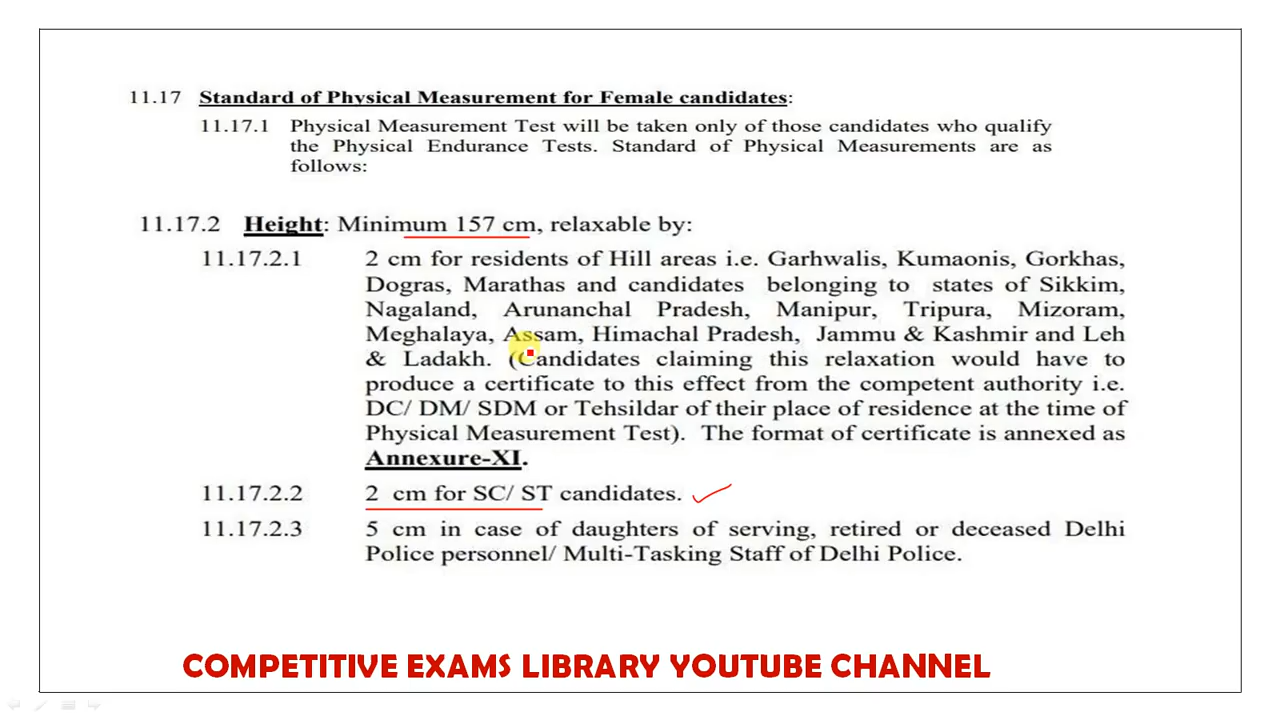 11.17 Standard of Physical Measurement for Female candidates:
11.17.1 Physical Measurement Test will be taken only of those candidates who qualify
the Physical Endurance Tests. Standard of Physical Measurements are as
follows:
11.17.2 Height: Minimum 157 cm, relaxable by:
11.17.2.1 2 cm for residents of Hill areas i.e. Garhwalis, Kumaonis, Gorkhas,
Dogras, Marathas and candidates belonging to states of Sikkim,
Nagaland, Arunanchal Pradesh, Manipur, Tripura, Mizoram,
Meghalaya, Assam, Himachal Pradesh, Jammu & Kashmir and Leh
& Ladakh. (Candidates claiming this relaxation would have to
produce a certificate to this effect from the competent authority i.e.
DC/ DM/ SDM or Tehsildar of their place of residence at the time of
Physical Measurement Test). The format of certificate is annexed as
Annexure-XI.
11.17.2.2 2 cm for SC/ ST candidates.
11.17.2.3 5 cm in case of daughters of serving, retired or deceased Delhi
Police personnel/ Multi-Tasking Staff of Delhi Police.
COMPETITIVE EXAMS LIBRARY YOUTUBE CHANNEL